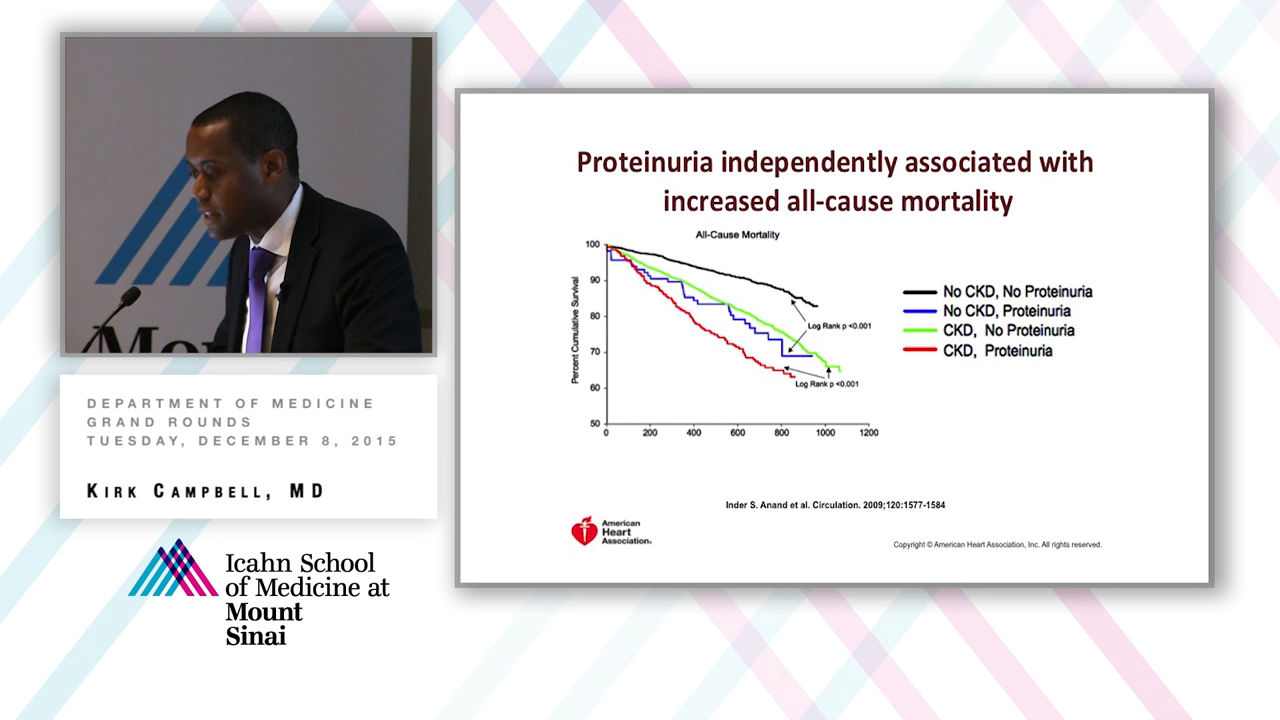 Moun
DEPARTMENT OF MEDICINE
GRAND ROUNDS
TUESDAY, DECEMBER 8, 2015
KIRK CAMPBELL, MD
Icahn School
of Medicine at
Mount
Sinai
Proteinuria independently associated with
increased all-cause mortality
All-Cause Mortality
Percent Cumulative Survival
100
90
80
70
60
50
0 200 400 600 800 1000 1200
Log Rank p <0.001
Log Rank p <0.001
No CKD, No Proteinuria
No CKD, Proteinuria
CKD, No Proteinuria
CKD, Proteinuria
Inder S. Anand et al. Circulation. 2009;120:1577-1584
American
Heart
Association®
Copyright © American Heart Association, Inc. All rights reserved.